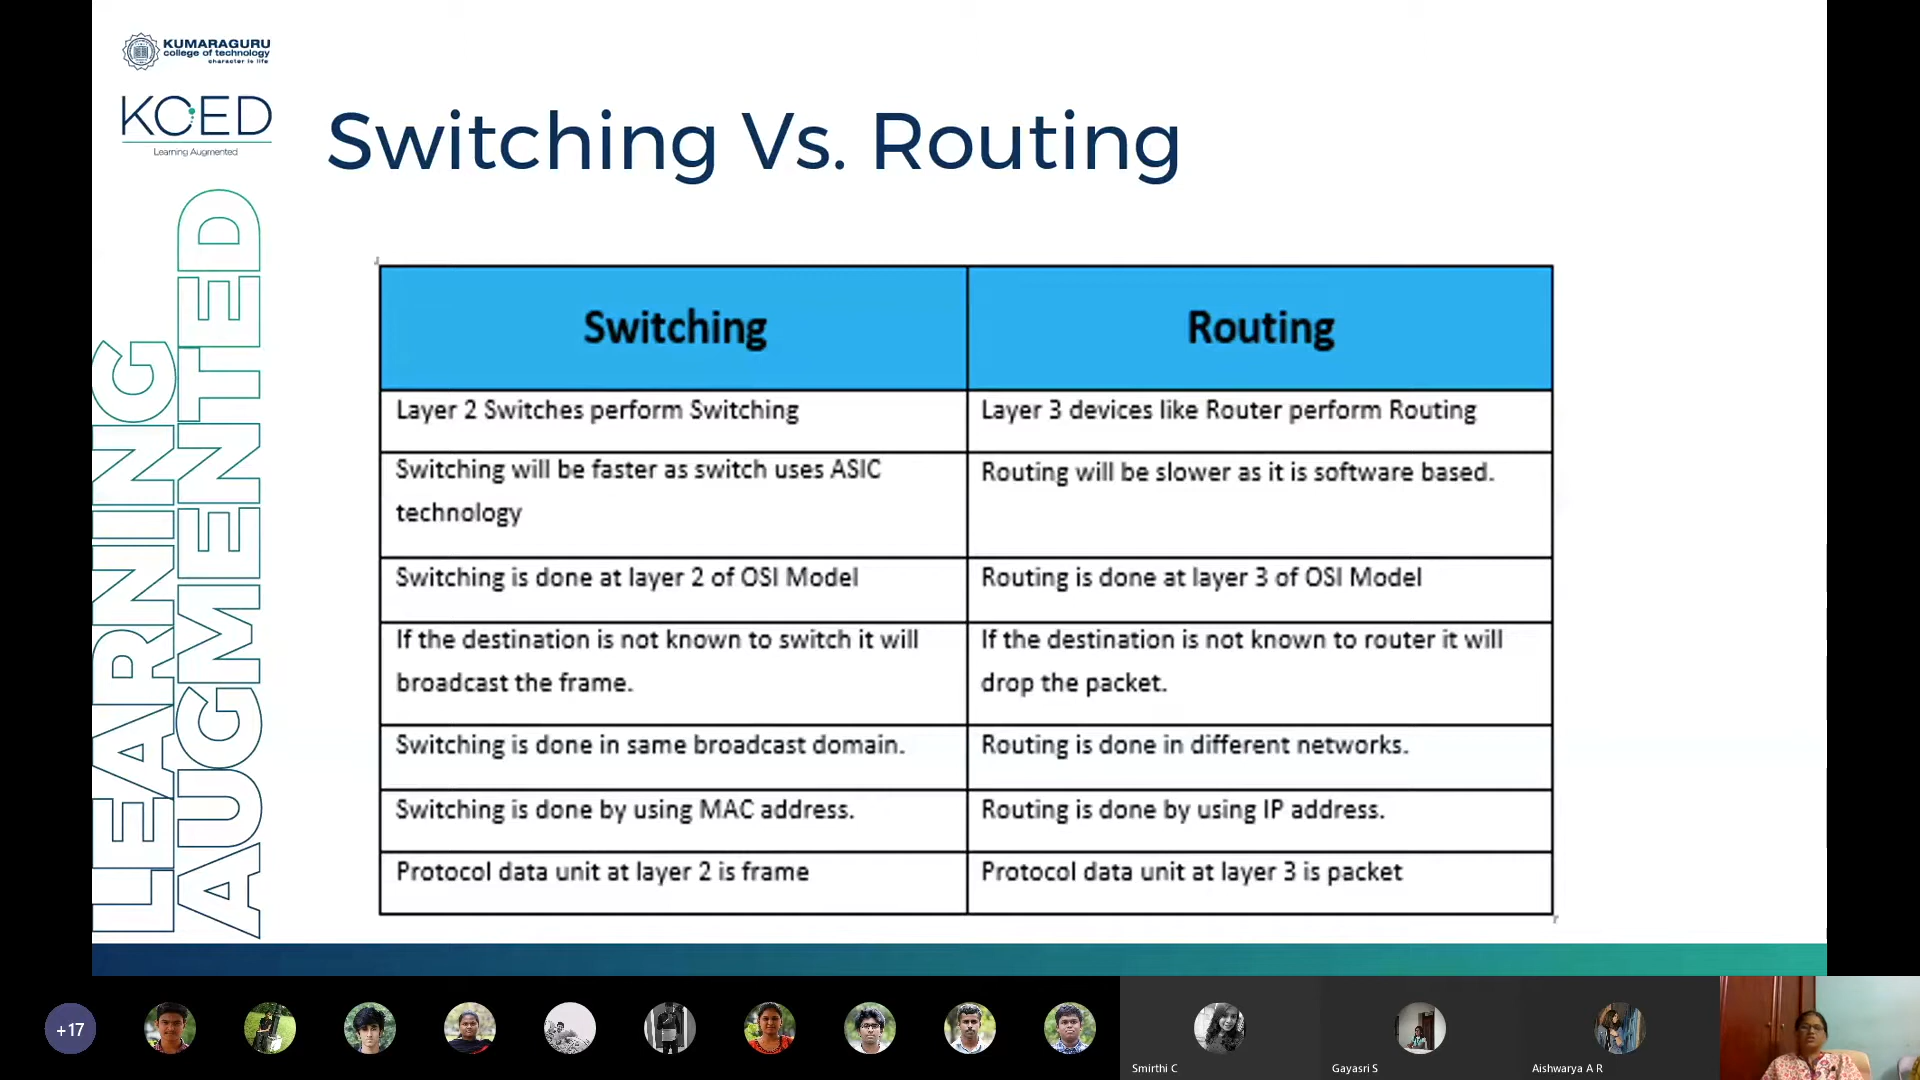 KUMARAGURU
college of technology
character is life
KCED
Learning Augmented
LEARNING
AUGMENTED
Switching Vs. Routing
Switching
Routing
Layer 2 Switches perform Switching
Layer 3 devices like Router perform Routing
Switching will be faster as switch uses ASIC
technology
Routing will be slower as it is software based.
Switching is done at layer 2 of OSI Model
Routing is done at layer 3 of OSI Model
If the destination is not known to switch it will
broadcast the frame.
If the destination is not known to router it will
drop the packet.
Switching is done in same broadcast domain.
Routing is done in different networks.
Switching is done by using MAC address.
Routing is done by using IP address.
Protocol data unit at layer 2 is frame
Protocol data unit at layer 3 is packet
+17
Smirthi C
Gayasri S
Aishwarya A R